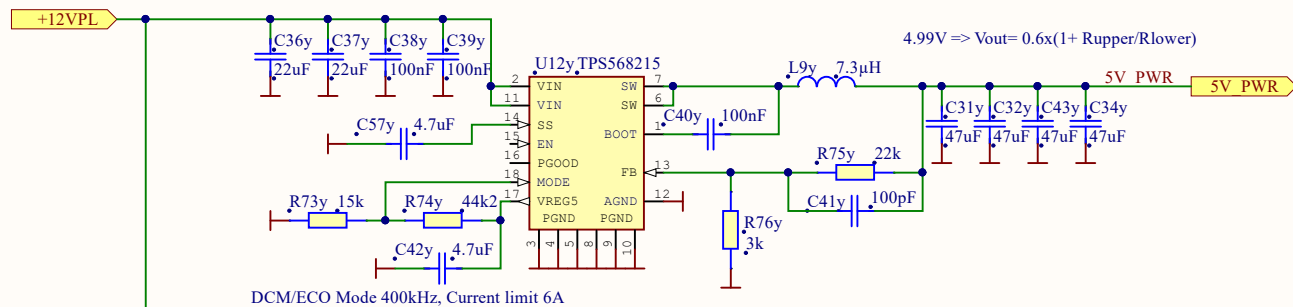 +12VPL
C36y
22uF
C37y
22uF
C38y
100nF
C39y
100nF
4.99V => Vout= 0.6x(1+ Rupper/Rlower)
U12y TPS568215
2 VIN
11 VIN
14 SS
15 EN
16 PGOOD
18 MODE
17 VREG5
PGND PGND
3 4 5 8 9 10
SW 7
SW 6
BOOT 1
FB 13
AGND 12
C57y 4.7uF
R73y 15k
R74y 44k2
C42y 4.7uF
DCM/ECO Mode 400kHz, Current limit 6A
L9y 7.3µH
C40y 100nF
R75y 22k
C41y 100pF
R76y
3k
5V_PWR
5V_PWR
C31y
47uF
C32y
47uF
C43y
47uF
C34y
47uF